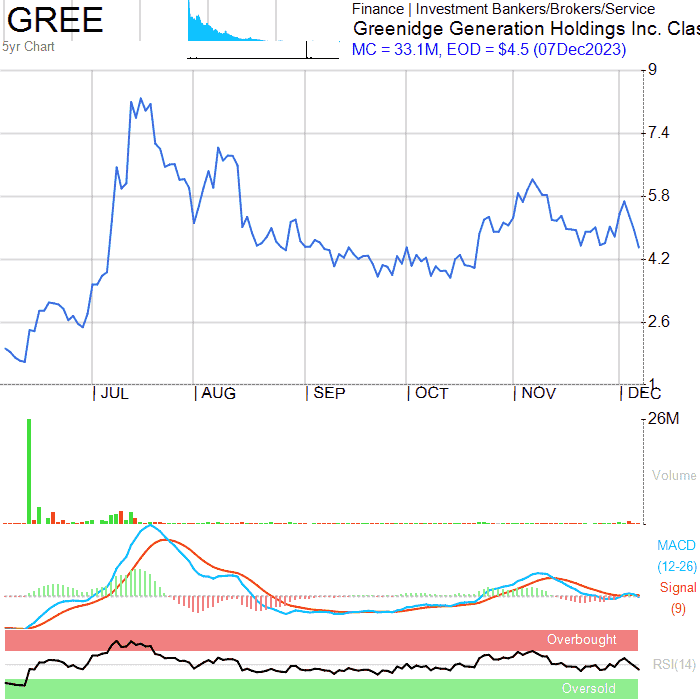 GREE
5yr Chart
Finance | Investment Bankers/Brokers/Service
Greenidge Generation Holdings Inc. Clas
MC = 33.1M, EOD = $4.5 (07Dec2023)
9
7.4
5.8
4.2
2.6
1
JUL AUG SEP OCT NOV DEC
26M
Volume
MACD
(12-26)
Signal
(9)
Overbought
RSI(14)
Oversold